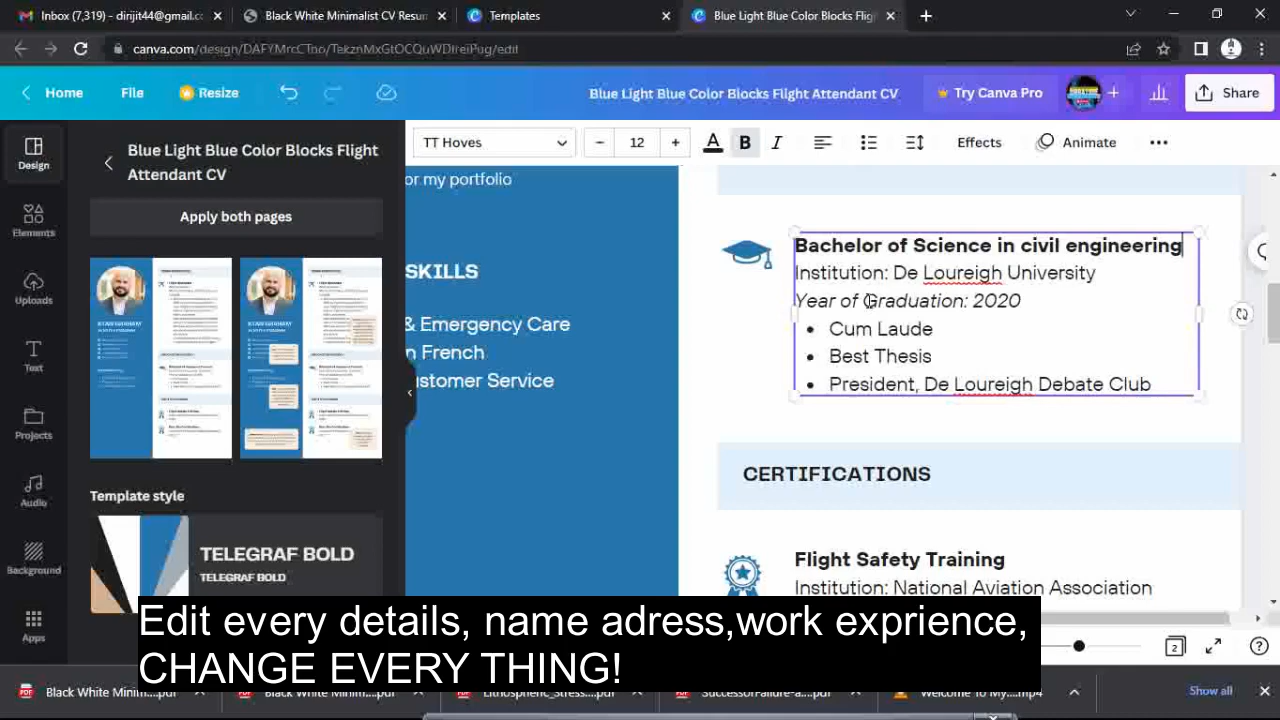 Inbox (7,319) - dirijit44@gmail.c
Black White Minimalist CV Resun
Templates
Blue Light Blue Color Blocks Flig
Home
File
Resize
Blue Light Blue Color Blocks Flight Attendant CV
Try Canva Pro
Share
Design
Elements
Uploads
Text
Projects
Audio
Background
Apps
Blue Light Blue Color Blocks Flight
Attendant CV
Apply both pages
Template style
TELEGRAF BOLD
TELEGRAF BOLD
TT Hoves
12
A
B
I
Effects
Animate
or my portfolio
SKILLS
& Emergency Care
n French
ustomer Service
Bachelor of Science in civil engineering
Institution: De Loureigh University
Year of Graduation: 2020
• Cum Laude
• Best Thesis
• President, De Loureigh Debate Club
CERTIFICATIONS
Flight Safety Training
Institution: National Aviation Association
2
Edit every details, name adress,work exprience,
CHANGE EVERY THING!
Black White Minim....pdf
Show all